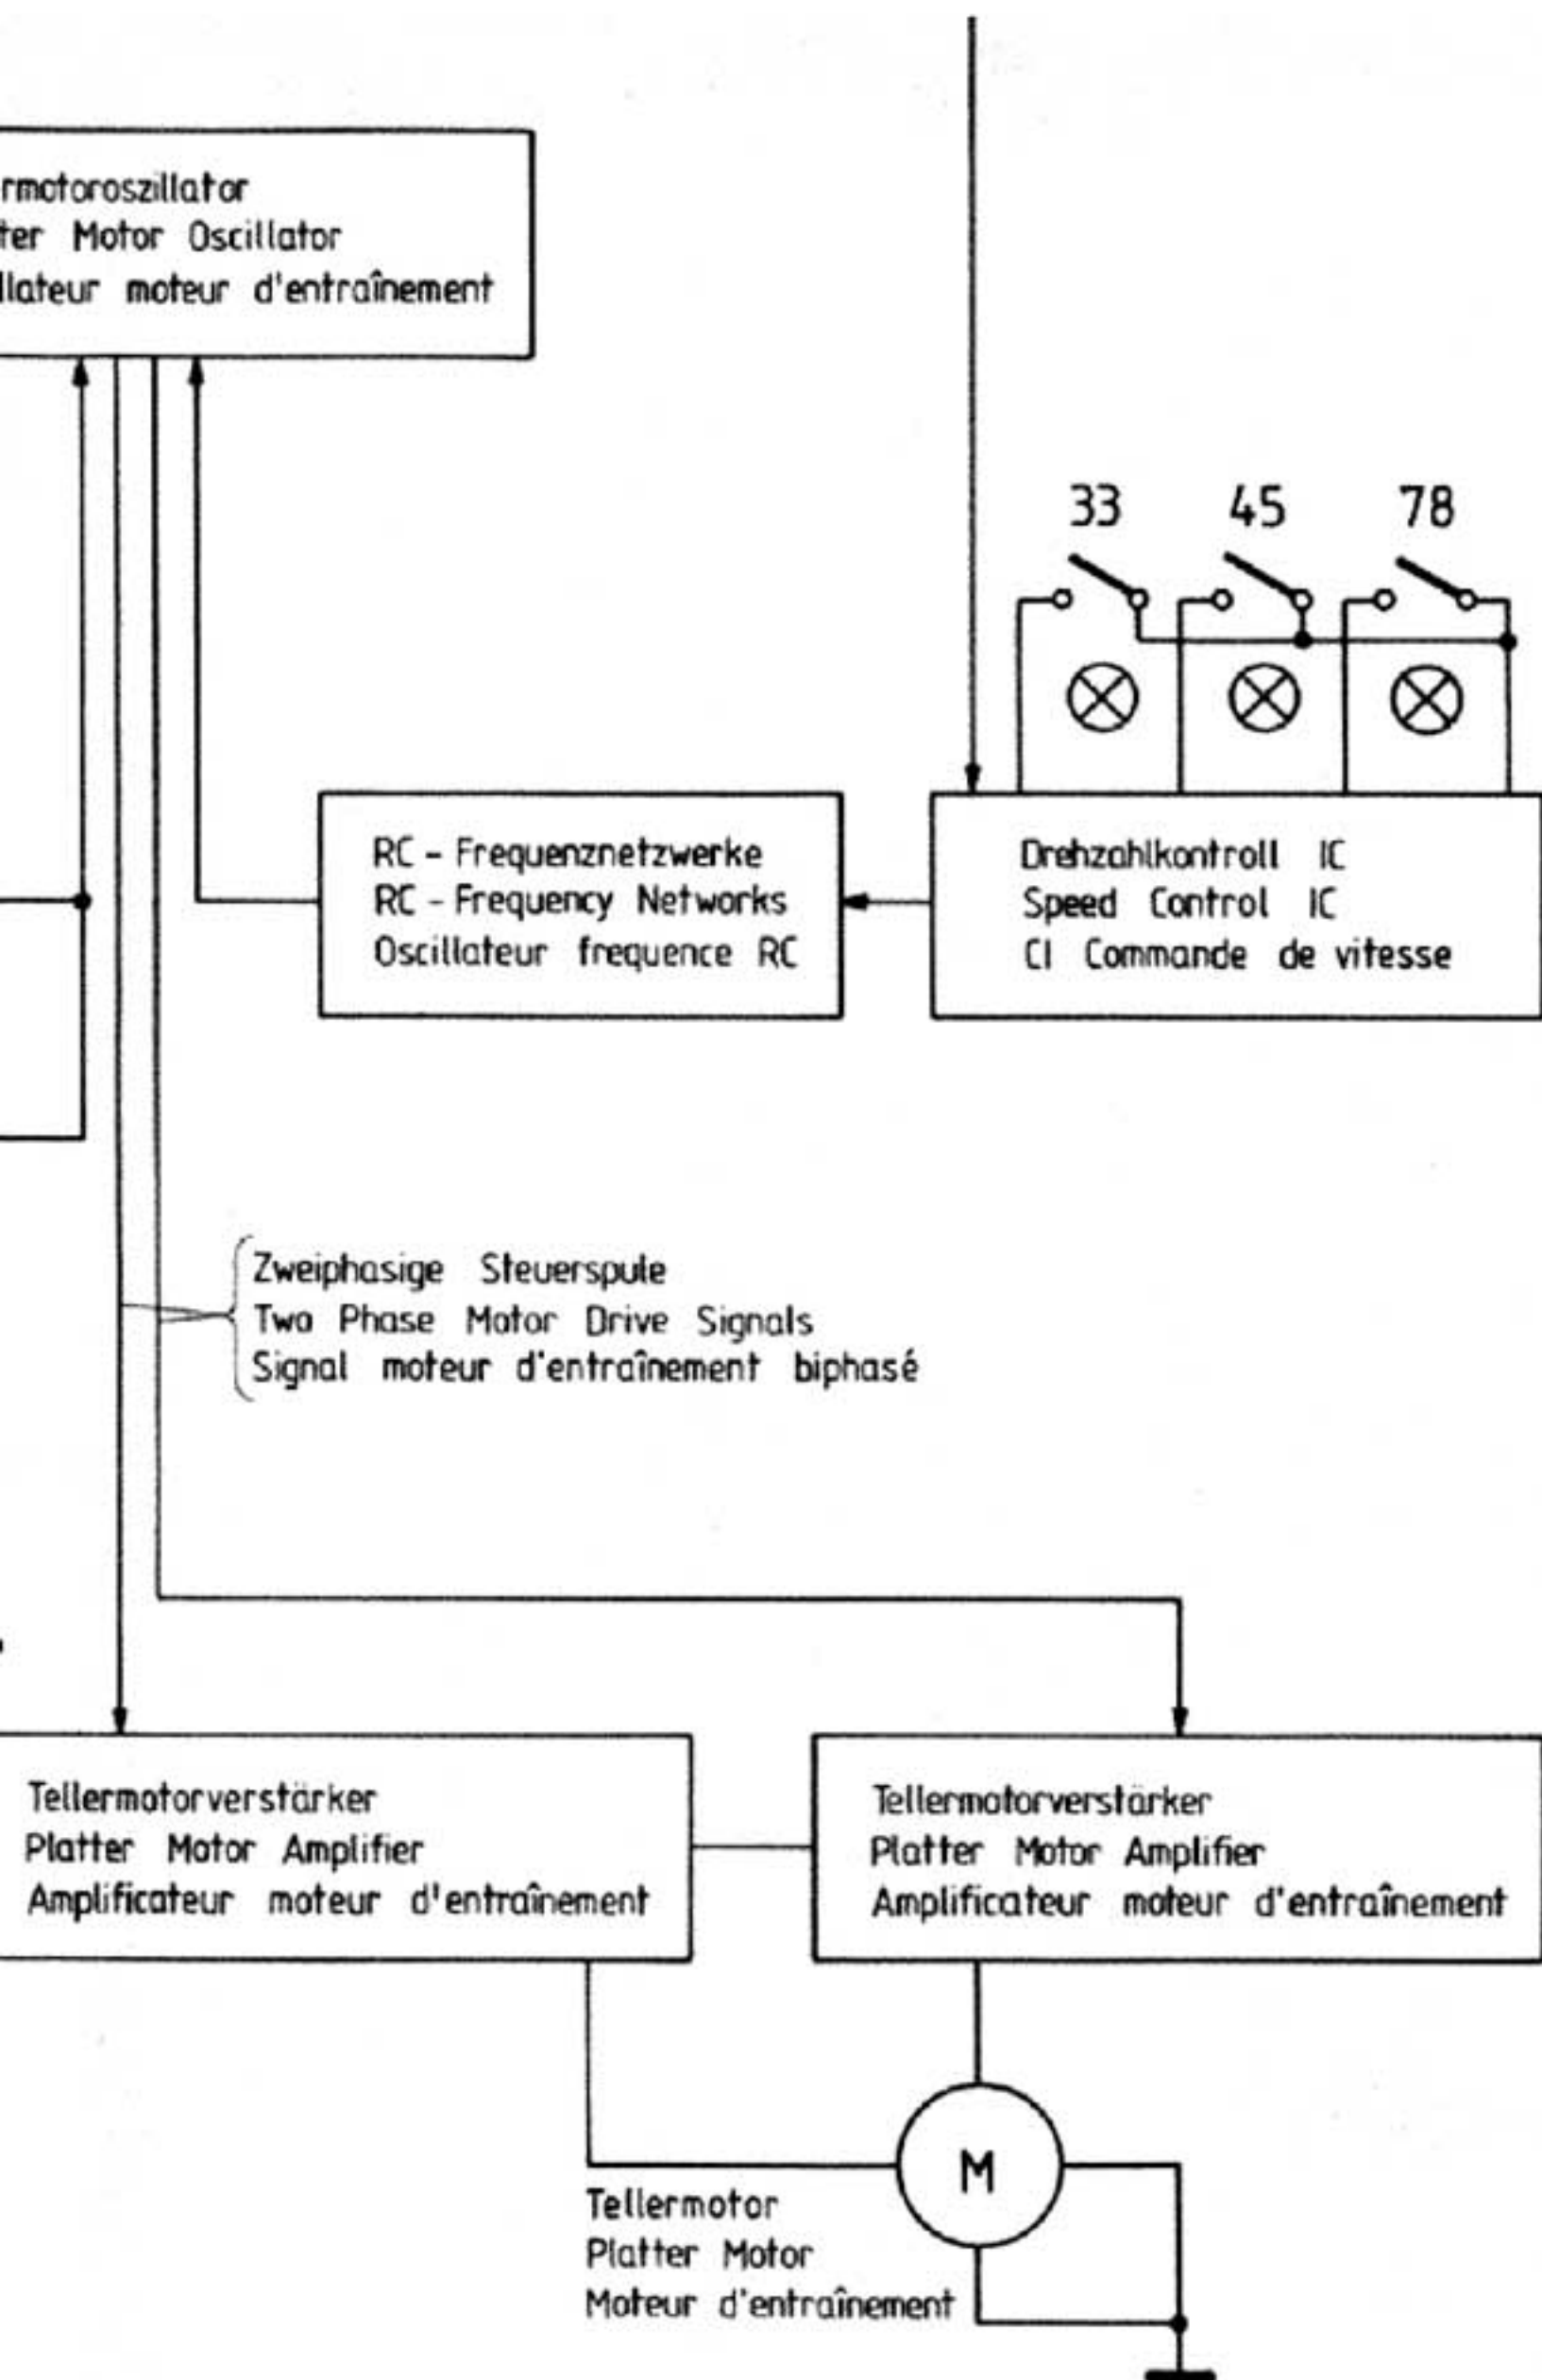 rmotoroszillator
ter Motor Oscillator
llateur moteur d'entraînement
33 45 78
RC - Frequenznetzwerke
RC - Frequency Networks
Oscillateur frequence RC
Drehzahlkontroll IC
Speed Control IC
CI Commande de vitesse
Zweiphasige Steuerspule
Two Phase Motor Drive Signals
Signal moteur d'entraînement biphasé
Tellermotorverstärker
Platter Motor Amplifier
Amplificateur moteur d'entraînement
Tellermotorverstärker
Platter Motor Amplifier
Amplificateur moteur d'entraînement
M
Tellermotor
Platter Motor
Moteur d'entraînement